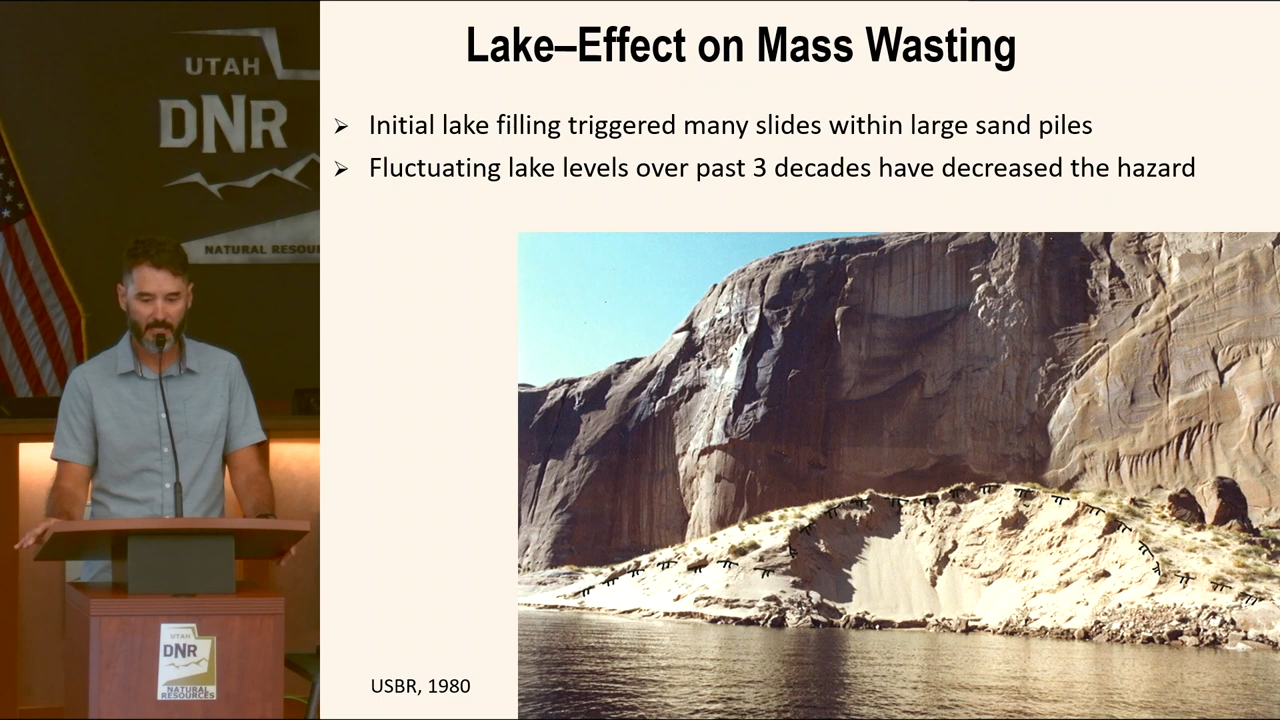 Lake–Effect on Mass Wasting
Initial lake filling triggered many slides within large sand piles
Fluctuating lake levels over past 3 decades have decreased the hazard
USBR, 1980
UTAH
DNR
NATURAL RESOU
UTAH
DNR
NATURAL
RESOURCES